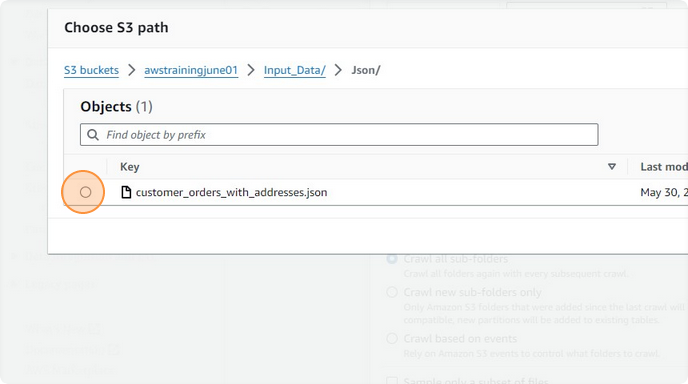 Choose S3 path
S3 buckets > awstrainingjune01 > Input_Data/ > Json/
Objects (1)
Find object by prefix
Key Last mod
customer_orders_with_addresses.json May 30, 2
Crawl all sub-folders
Crawl all folders again with every subsequent crawl.
Crawl new sub-folders only
Only Amazon S3 folders that were added since the last crawl will
compatible, new partitions will be added to existing tables.
Crawl based on events
Rely on Amazon S3 events to control what folders to crawl.
Sample only a subset of files